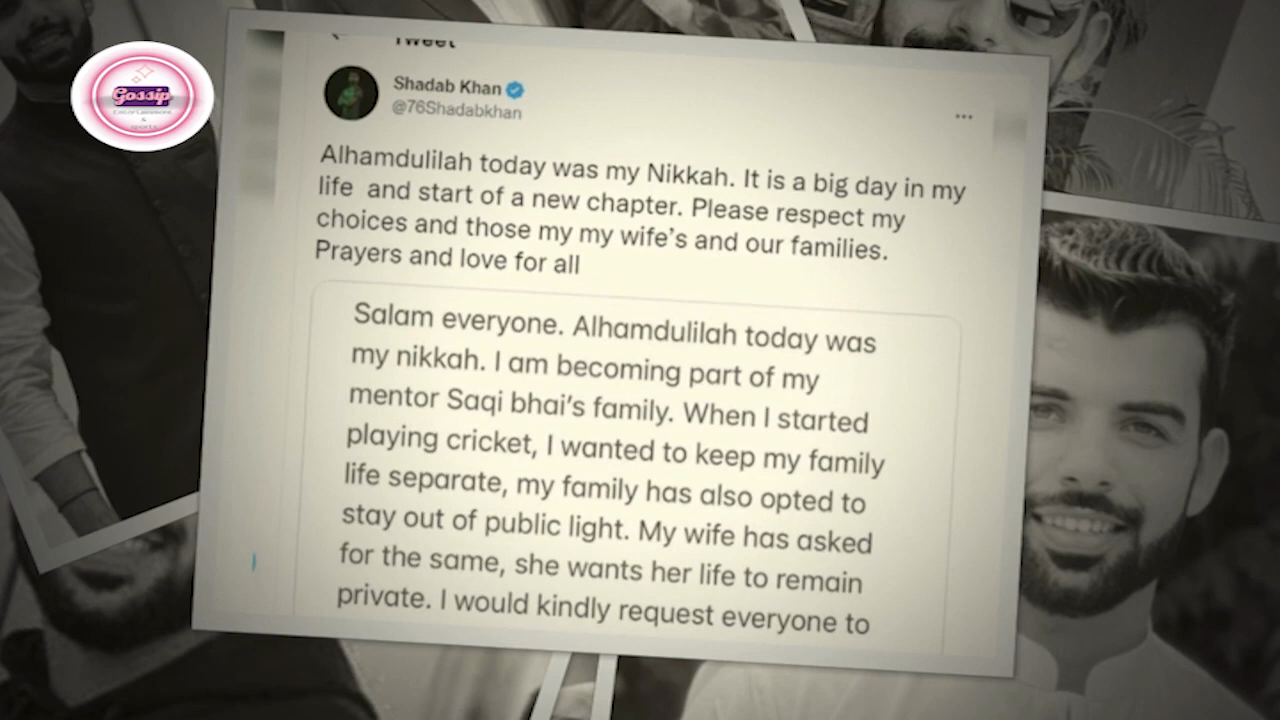 Gossip
Entertainment
&
sports
Tweet
Shadab Khan
@76Shadabkhan
...
Alhamdulilah today was my Nikkah. It is a big day in my
life and start of a new chapter. Please respect my
choices and those my my wife's and our families.
Prayers and love for all
Salam everyone. Alhamdulilah today was
my nikkah. I am becoming part of my
mentor Saqi bhai's family. When I started
playing cricket, I wanted to keep my family
life separate, my family has also opted to
stay out of public light. My wife has asked
for the same, she wants her life to remain
private. I would kindly request everyone to